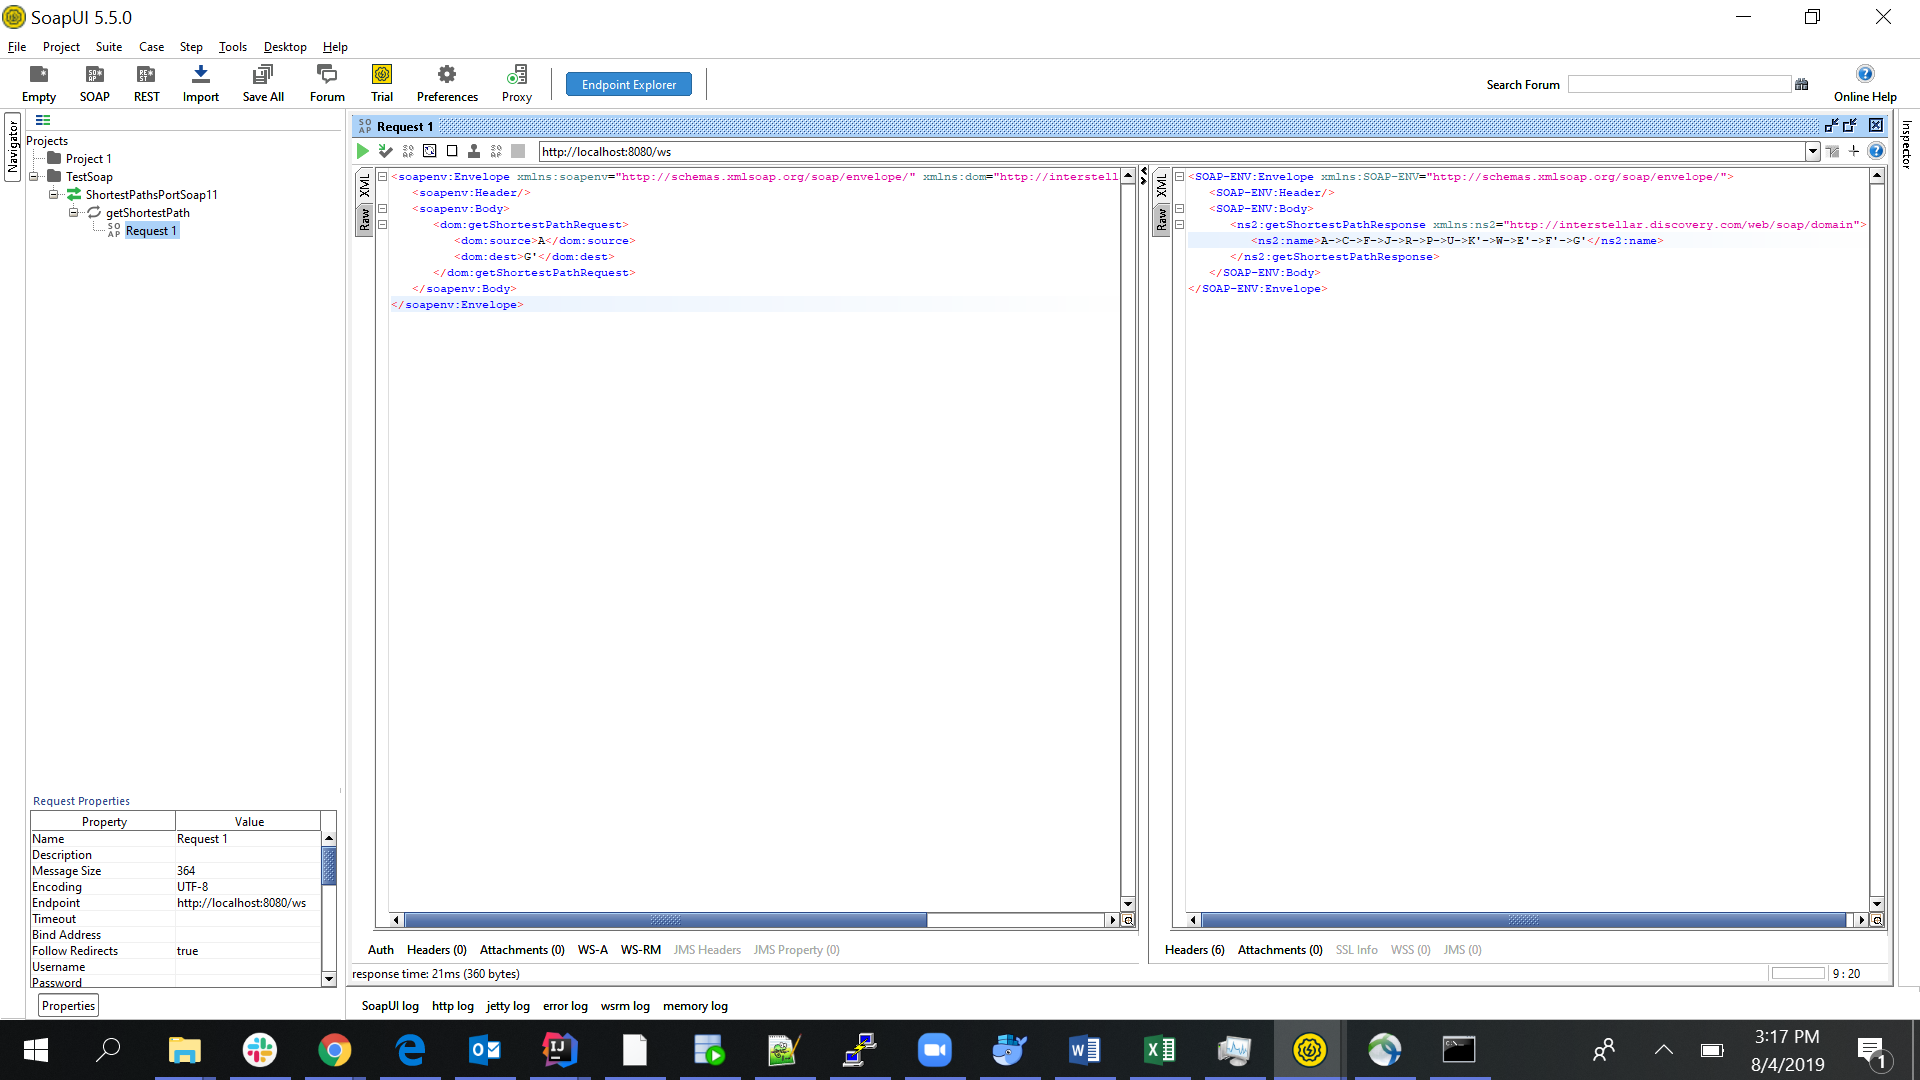 SoapUI 5.5.0
File Project Suite Case Step Tools Desktop Help
Empty SOAP REST Import Save All Forum Trial Preferences Proxy Endpoint Explorer Search Forum Online Help
Navigator
Projects
Project 1
TestSoap
ShortestPathsPortSoap11
getShortestPath
Request 1
Request Properties
Property Value
Name Request 1
Description
Message Size 364
Encoding UTF-8
Endpoint http://localhost:8080/ws
Timeout
Bind Address
Follow Redirects true
Username
Password
Properties
Request 1
http://localhost:8080/ws
XML
Raw
<soapenv:Envelope xmlns:soapenv="http://schemas.xmlsoap.org/soap/envelope/" xmlns:dom="http://interstell
<soapenv:Header/>
<soapenv:Body>
<dom:getShortestPathRequest>
<dom:source>A</dom:source>
<dom:dest>G'</dom:dest>
</dom:getShortestPathRequest>
</soapenv:Body>
</soapenv:Envelope>
XML
Raw
<SOAP-ENV:Envelope xmlns:SOAP-ENV="http://schemas.xmlsoap.org/soap/envelope/">
<SOAP-ENV:Header/>
<SOAP-ENV:Body>
<ns2:getShortestPathResponse xmlns:ns2="http://interstellar.discovery.com/web/soap/domain">
<ns2:name>A->C->F->J->R->P->U->K'->W->E'->F'->G'</ns2:name>
</ns2:getShortestPathResponse>
</SOAP-ENV:Body>
</SOAP-ENV:Envelope>
Auth Headers (0) Attachments (0) WS-A WS-RM JMS Headers JMS Property (0)
Headers (6) Attachments (0) SSL Info WSS (0) JMS (0)
response time: 21ms (360 bytes)
9 : 20
SoapUI log http log jetty log error log wsrm log memory log
Inspector
3:17 PM
8/4/2019
1